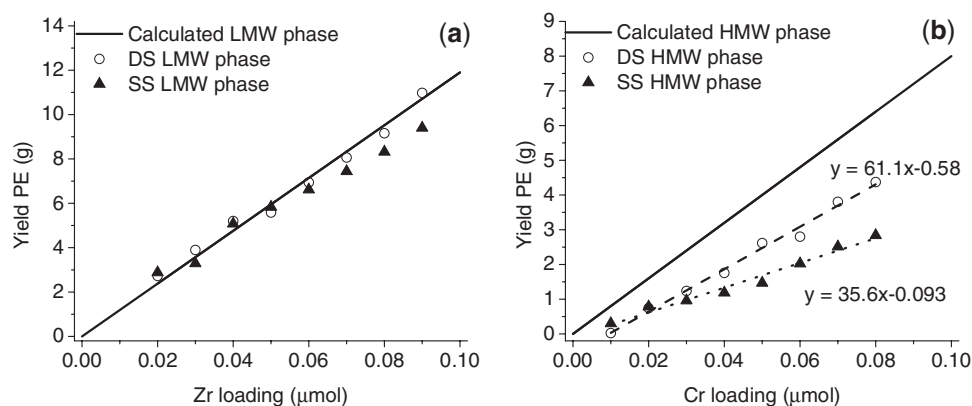 (a)
Calculated LMW phase
DS LMW phase
SS LMW phase
Yield PE (g)
14
12
10
8
6
4
2
0
0.00 0.02 0.04 0.06 0.08 0.10
Zr loading (μmol)
(b)
Calculated HMW phase
DS HMW phase
SS HMW phase
Yield PE (g)
9
8
7
6
5
4
3
2
1
0
y = 61.1x-0.58
y = 35.6x-0.093
0.00 0.02 0.04 0.06 0.08 0.10
Cr loading (μmol)